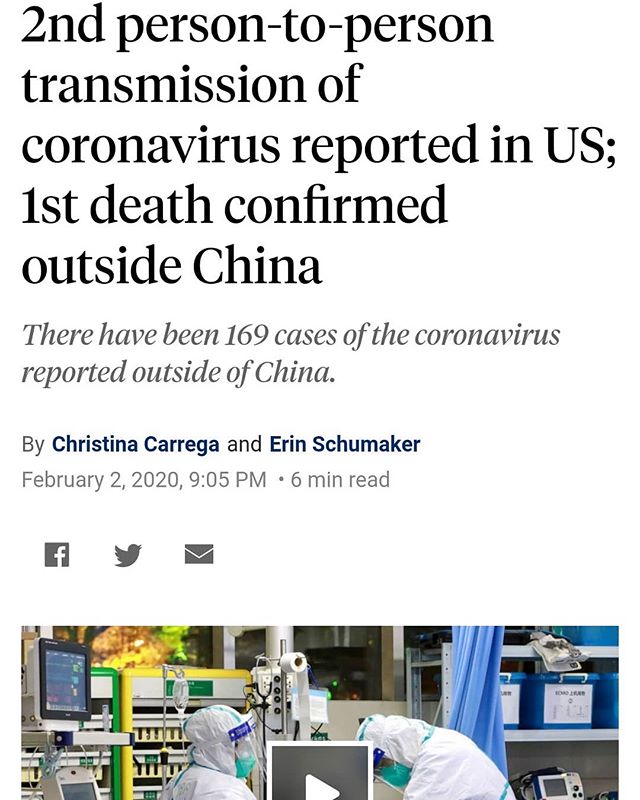 2nd person-to-person
transmission of
coronavirus reported in US;
1st death confirmed
outside China
There have been 169 cases of the coronavirus
reported outside of China.
By Christina Carrega and Erin Schumaker
February 2, 2020, 9:05 PM • 6 min read